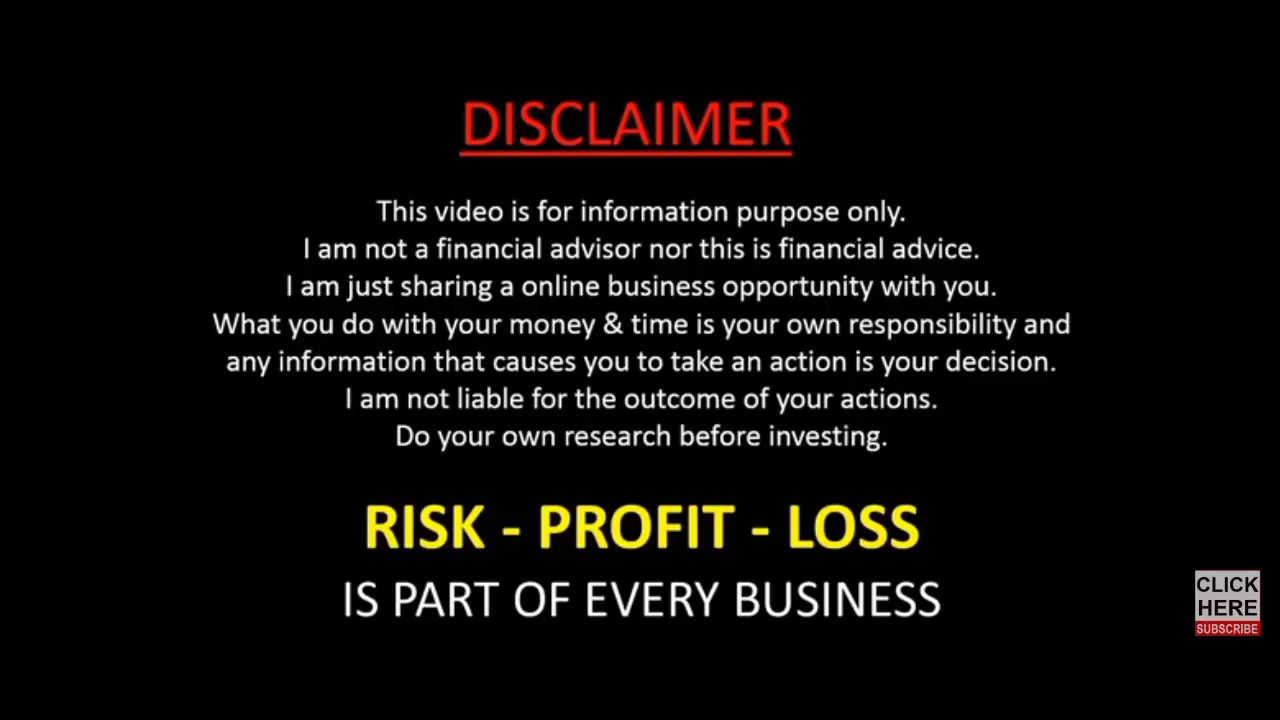 DISCLAIMER
This video is for information purpose only.
I am not a financial advisor nor this is financial advice.
I am just sharing a online business opportunity with you.
What you do with your money & time is your own responsibility and
any information that causes you to take an action is your decision.
I am not liable for the outcome of your actions.
Do your own research before investing.
RISK - PROFIT - LOSS
IS PART OF EVERY BUSINESS
CLICK
HERE
SUBSCRIBE